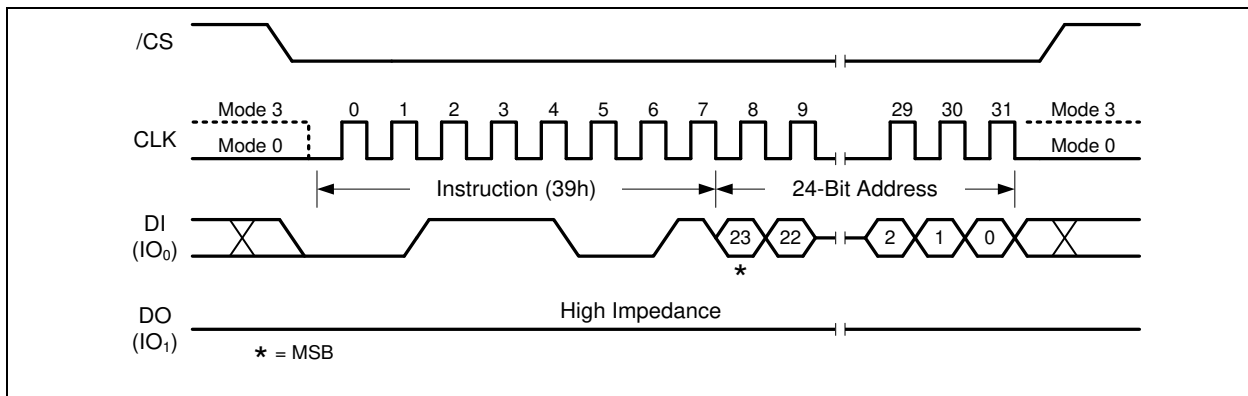 /CS
Mode 3 0 1 2 3 4 5 6 7 8 9 29 30 31 Mode 3
CLK
Mode 0 Mode 0
Instruction (39h) 24-Bit Address
DI
(IO₀)
23 22 2 1 0
*
High Impedance
DO
(IO₁)
* = MSB